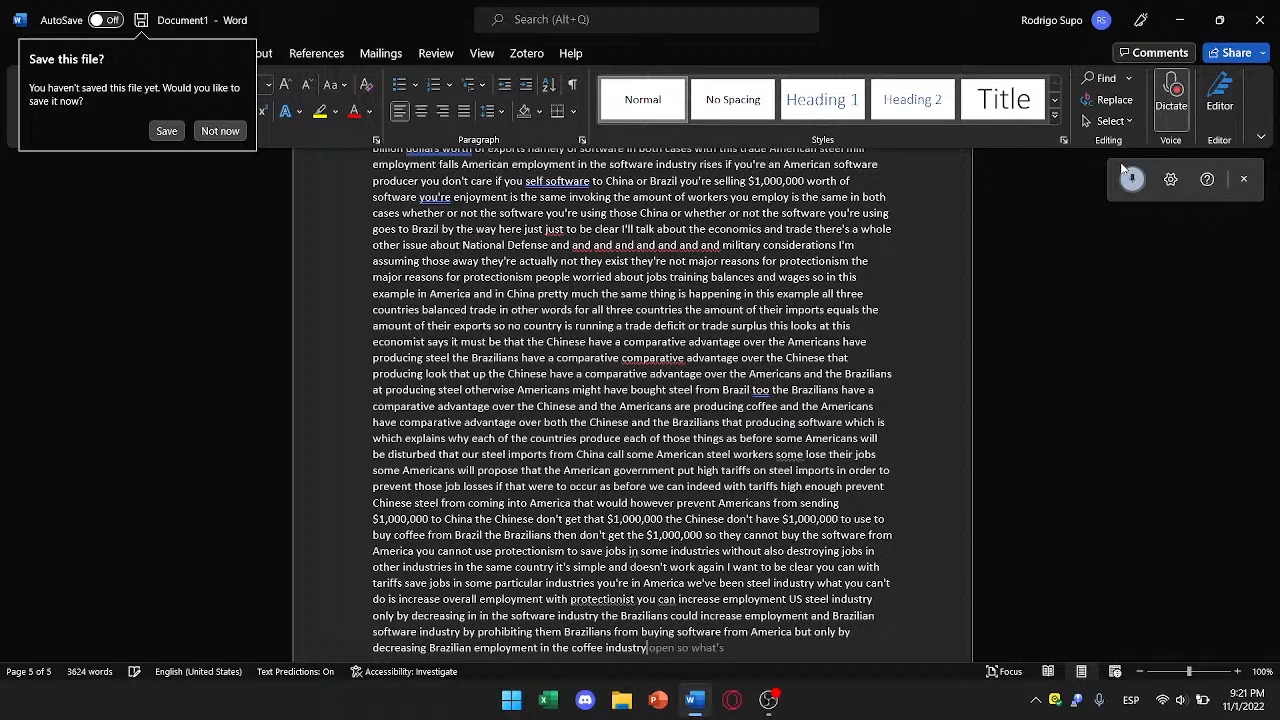 AutoSave Off Document1 - Word Search (Alt+Q) Rodrigo Supo RS
Save this file?
You haven't saved this file yet. Would you like to
save it now?
Save Not now
out References Mailings Review View Zotero Help Comments Share
Normal No Spacing Heading 1 Heading 2 Title
Find
Replace
Select
Dictate
Editor
Paragraph Styles Voice Editor
billion dollars worth of exports namely of software in both cases with this trade American steel mill
employment falls American employment in the software industry rises if you're an American software
producer you don't care if you self software to China or Brazil you're selling $1,000,000 worth of
software you're enjoyment is the same invoking the amount of workers you employ is the same in both
cases whether or not the software you're using those China or whether or not the software you're using
goes to Brazil by the way here just just to be clear I'll talk about the economics and trade there's a whole
other issue about National Defense and and and and and and and and military considerations I'm
assuming those away they're actually not they exist they're not major reasons for protectionism the
major reasons for protectionism people worried about jobs training balances and wages so in this
example in America and in China pretty much the same thing is happening in this example all three
countries balanced trade in other words for all three countries the amount of their imports equals the
amount of their exports so no country is running a trade deficit or trade surplus this looks at this
economist says it must be that the Chinese have a comparative advantage over the Americans have
producing steel the Brazilians have a comparative comparative advantage over the Chinese that
producing look that up the Chinese have a comparative advantage over the Americans and the Brazilians
at producing steel otherwise Americans might have bought steel from Brazil too the Brazilians have a
comparative advantage over the Chinese and the Americans are producing coffee and the Americans
have comparative advantage over both the Chinese and the Brazilians that producing software which is
which explains why each of the countries produce each of those things as before some Americans will
be disturbed that our steel imports from China call some American steel workers some lose their jobs
some Americans will propose that the American government put high tariffs on steel imports in order to
prevent those job losses if that were to occur as before we can indeed with tariffs high enough prevent
Chinese steel from coming into America that would however prevent Americans from sending
$1,000,000 to China the Chinese don't get that $1,000,000 the Chinese don't have $1,000,000 to use to
buy coffee from Brazil the Brazilians then don't get the $1,000,000 so they cannot buy the software from
America you cannot use protectionism to save jobs in some industries without also destroying jobs in
other industries in the same country it's simple and doesn't work again I want to be clear you can with
tariffs save jobs in some particular industries you're in America we've been steel industry what you can't
do is increase overall employment with protectionist you can increase employment US steel industry
only by decreasing in in the software industry the Brazilians could increase employment and Brazilian
software industry by prohibiting them Brazilians from buying software from America but only by
decreasing Brazilian employment in the coffee industry open so what's
Page 5 of 5 3624 words Text Predictions: On Accessibility: Investigate Focus 100%
ESP 9:21 PM
11/1/2022